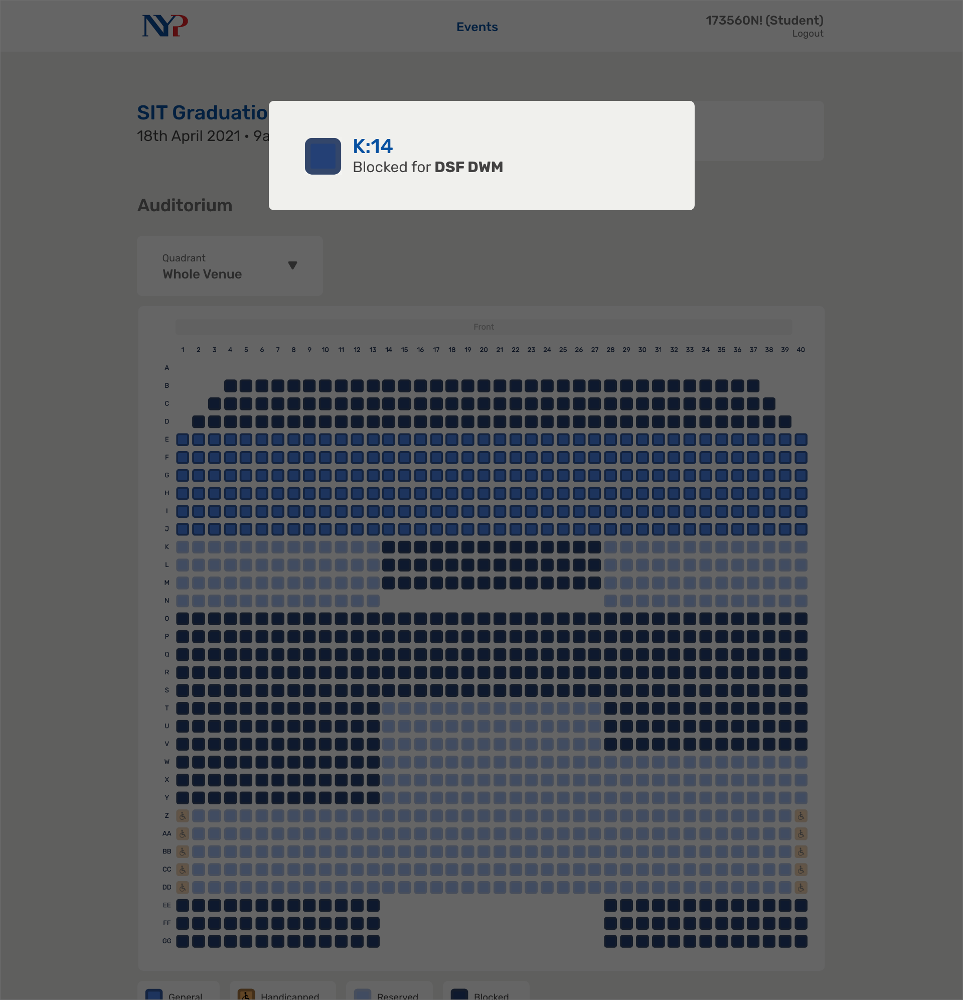 NYP
Events
173560N! (Student)
Logout
SIT Graduatio
18th April 2021 • 9a
K:14
Blocked for DSF DWM
Auditorium
Quadrant
Whole Venue
Front
1 2 3 4 5 6 7 8 9 10 11 12 13 14 15 16 17 18 19 20 21 22 23 24 25 26 27 28 29 30 31 32 33 34 35 36 37 38 39 40
A
B
C
D
E
F
G
H
I
J
K
L
M
N
O
P
Q
R
S
T
U
V
W
X
Y
Z
AA
BB
CC
DD
EE
FF
GG
General Handicapped Reserved Blocked